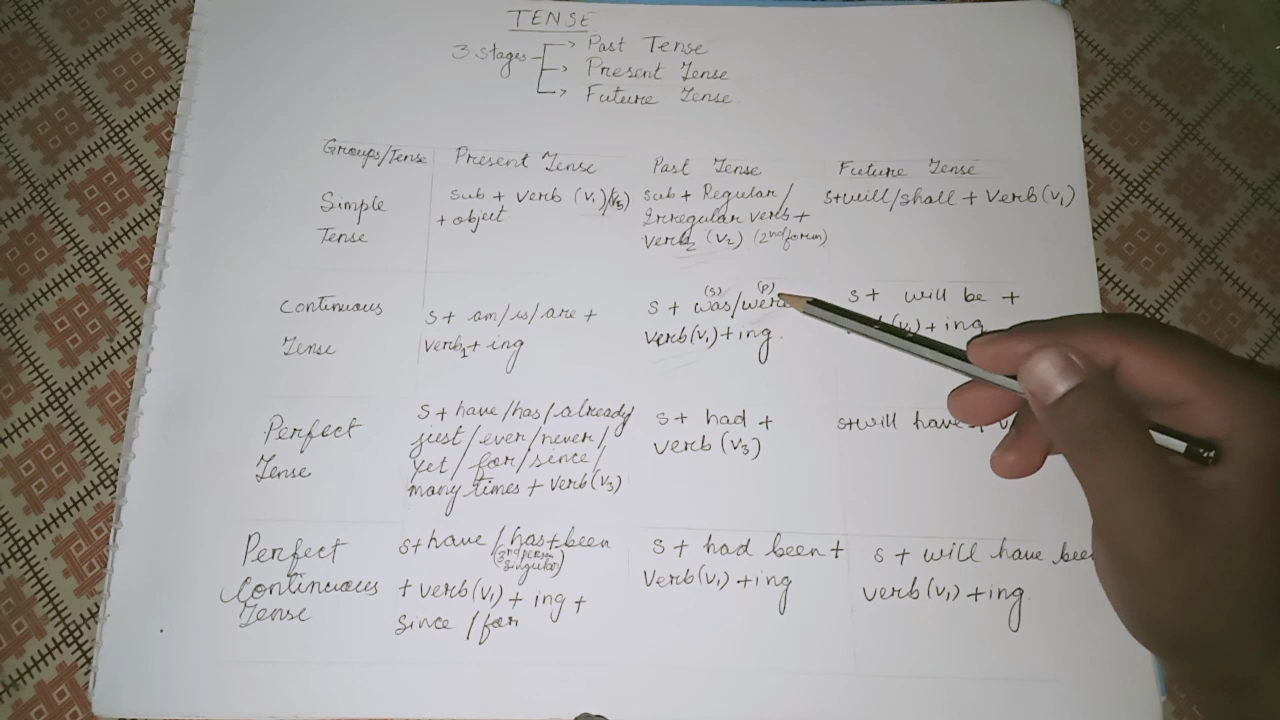 TENSE
3 stages
Past Tense
Present Tense
Future Tense
Groups/Tense
Present Tense
Past Tense
Future Tense
Simple
Tense
sub + verb (V1)/(V5)
+ object
sub + Regular/
Irregular verb +
Verb2 (V2) (2nd form)
s+will/shall + Verb(V1)
Continuous
Tense
s + am/is/are +
verb1 + ing
(s) (p)
s + was/were
verb(V1)+ing.
s + will be +
+ ing
Perfect
Tense
s + have/has/already
just/ever/never/
yet/for/since/
many times + verb(V3)
s + had +
verb (V3)
s+will have +
Perfect
Continuous
Tense
s+ have/has+been
(3nd person
singular)
+ verb(V1) + ing +
since/for
s + had been +
Verb(V1) +ing
s + will have been
verb(V1) +ing